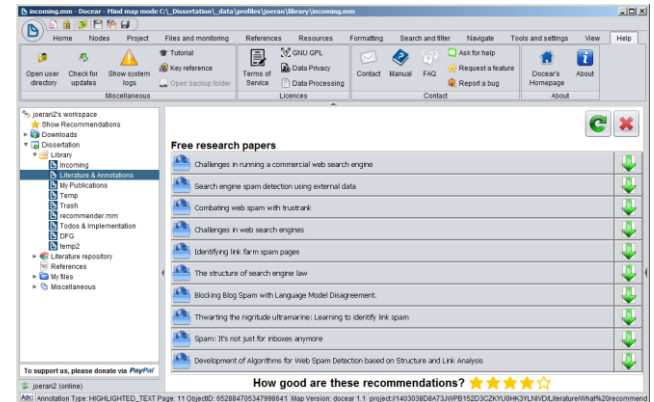 incoming.mm - Docear - Mind map mode C:\_Dissertation\_data\profiles\joeran\library\incoming.mm
Home Nodes Project Files and monitoring References Resources Formatting Search and filter Navigate Tools and settings View Help
Open user directory
Check for updates
Show system logs
Tutorial
Key reference
Open backup folder
Miscellaneous
Terms of Service
GNU GPL
Data Privacy
Data Processing
Licences
Contact
Manual
FAQ
Ask for help
Request a feature
Report a bug
Contact
Docear's Homepage
About
About
joeran2's workspace
Show Recommendations
Downloads
Dissertation
Library
Incoming
Literature & Annotations
My Publications
Temp
Trash
recommender.mm
Todos & Implementation
DFG
temp2
Literature repository
References
My files
Miscellaneous
To support us, please donate via PayPal
joeran2 (online)
Free research papers
Challenges in running a commercial web search engine
Search engine spam detection using external data
Combating web spam with trustrank
Challenges in web search engines
Identifying link farm spam pages
The structure of search engine law
Blocking Blog Spam with Language Model Disagreement.
Thwarting the nigritude ultramarine: Learning to identify link spam
Spam: It's not just for inboxes anymore
Development of Algorithms for Web Spam Detection based on Structure and Link Analysis
How good are these recommendations?
Abc Annotation Type: HIGHLIGHTED_TEXT Page: 11 ObjectID: 652884705347998641 Map Version: docear 1.1